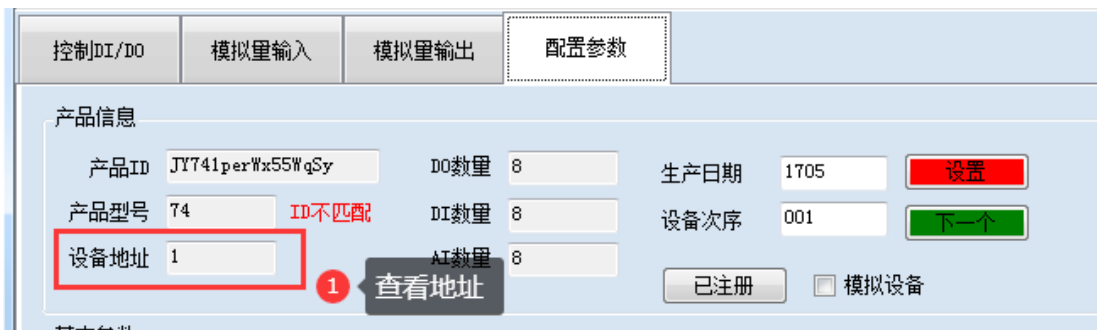 控制DI/DO 模拟量输入 模拟量输出 配置参数
产品信息
产品ID JY741perWx55WqSy DO数量 8 生产日期 1705 设置
产品型号 74 ID不匹配 DI数量 8 设备次序 001 下一个
设备地址 1 AI数量 8
1 查看地址 已注册 模拟设备
基本参数